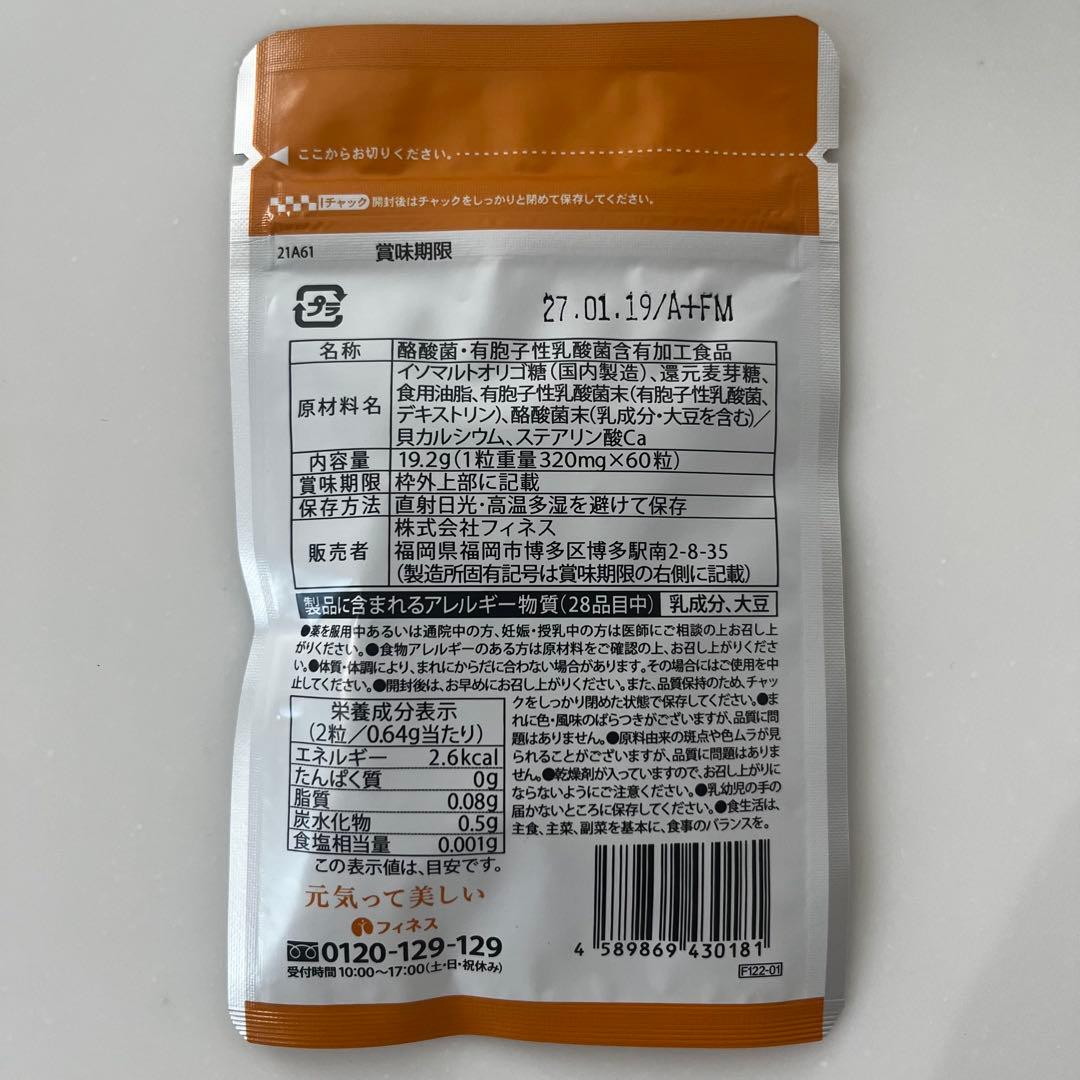 ここからお切りください。
Iチャック 開封後はチャックをしっかりと閉めて保存してください。
21A61 賞味期限
プラ
27.01.19/A+FM
名称 酪酸菌・有胞子性乳酸菌含有加工食品
原材料名 イソマルトオリゴ糖(国内製造)、還元麦芽糖、
食用油脂、有胞子性乳酸菌末(有胞子性乳酸菌、
デキストリン)、酪酸菌末(乳成分・大豆を含む)/
貝カルシウム、ステアリン酸Ca
内容量 19.2g(1粒重量320mg×60粒)
賞味期限 枠外上部に記載
保存方法 直射日光・高温多湿を避けて保存
販売者 株式会社フィネス
福岡県福岡市博多区博多駅南2-8-35
(製造所固有記号は賞味期限の右側に記載)
製品に含まれるアレルギー物質(28品目中) 乳成分、大豆
●薬を服用中あるいは通院中の方、妊娠・授乳中の方は医師にご相談の上お召し上
がりください。●食物アレルギーのある方は原材料をご確認の上、お召し上がりくださ
い。●体質・体調により、まれにからだに合わない場合があります。その場合にはご使用を中
止してください。●開封後は、お早めにお召し上がりください。また、品質保持のため、チャッ
クをしっかり閉めた状態で保存してください。●ま
れに色・風味のばらつきがございますが、品質に問
題はありません。●原料由来の斑点や色ムラが見
られることがございますが、品質に問題はありま
せん。●乾燥剤が入っていますので、お召し上がりに
ならないようにご注意ください。●乳幼児の手の
届かないところに保存してください。●食生活は、
主食、主菜、副菜を基本に、食事のバランスを。
栄養成分表示
(2粒/0.64g当たり)
エネルギー 2.6kcal
たんぱく質 0g
脂質 0.08g
炭水化物 0.5g
食塩相当量 0.001g
この表示値は、目安です。
元気って美しい
フィネス
0120-129-129
受付時間 10:00~17:00(土・日・祝休み)
4 589869 430181
F122-01